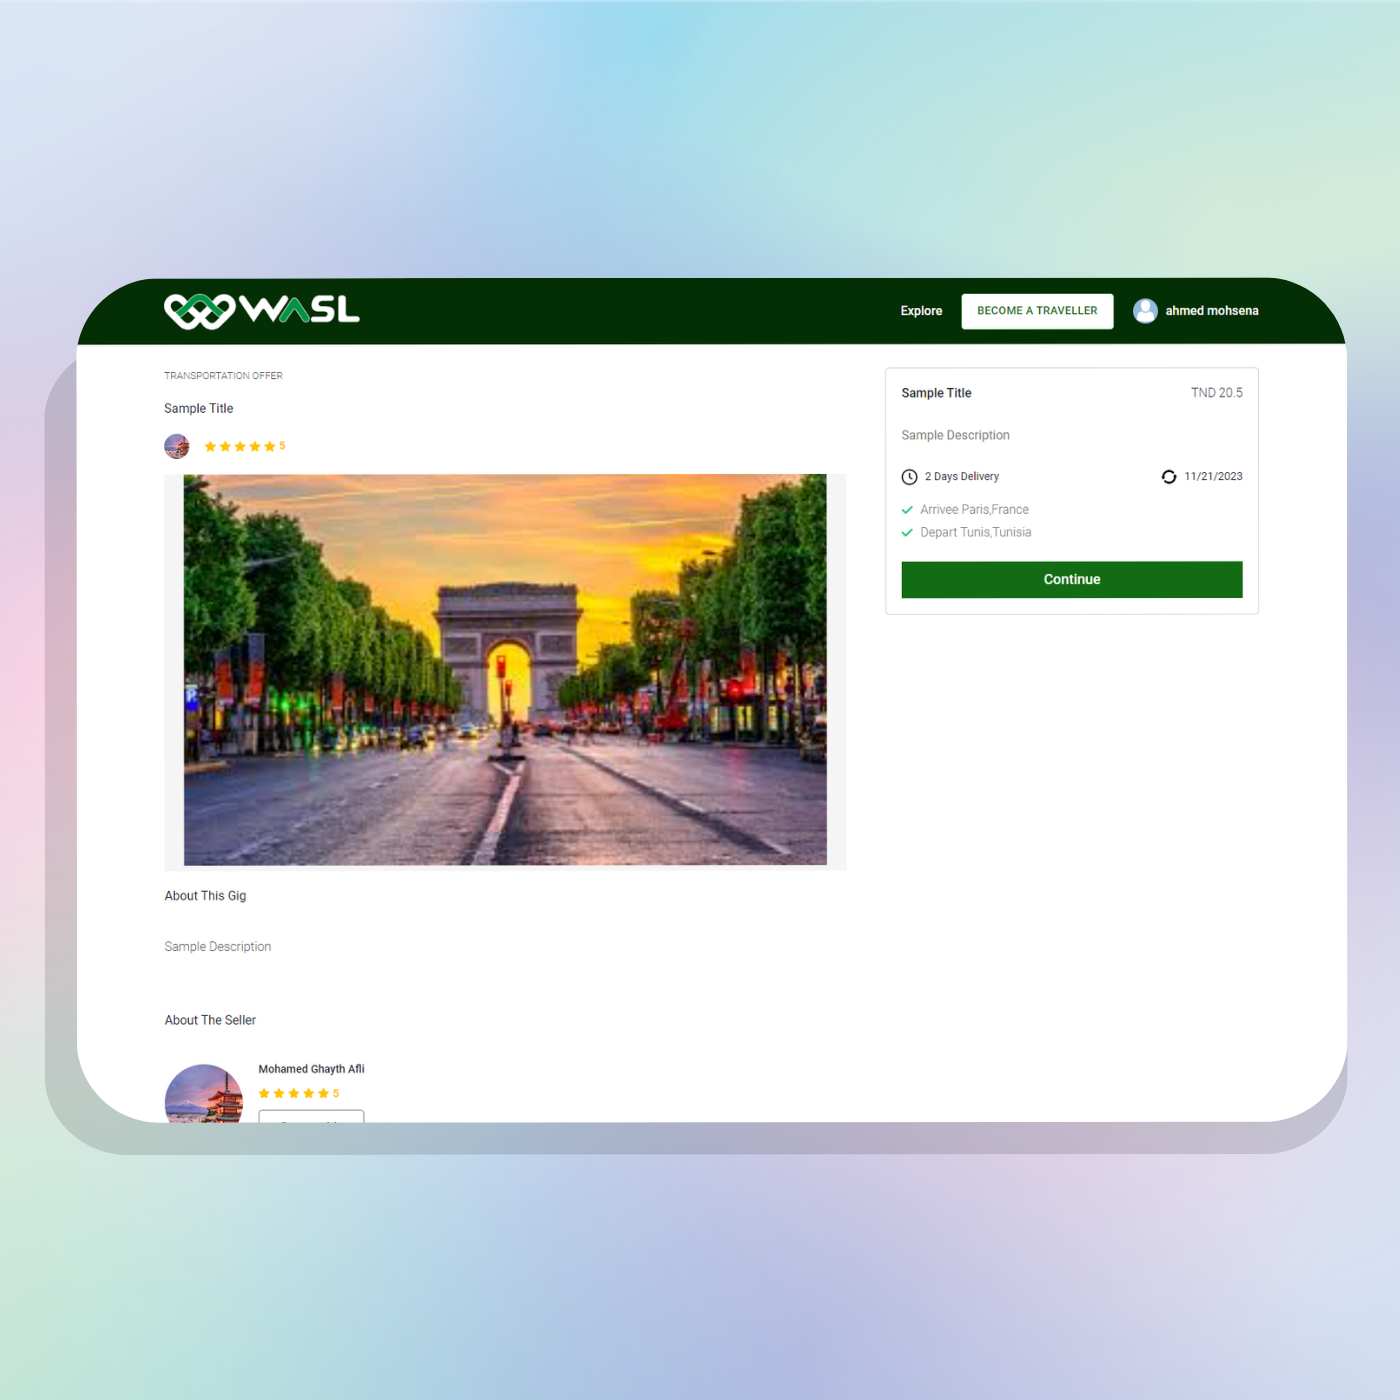 WASL
Explore
BECOME A TRAVELLER
ahmed mohsena
TRANSPORTATION OFFER
Sample Title
5
Sample Title
TND 20.5
Sample Description
2 Days Delivery
11/21/2023
Arrivee Paris,France
Depart Tunis,Tunisia
Continue
About This Gig
Sample Description
About The Seller
Mohamed Ghayth Afli
5